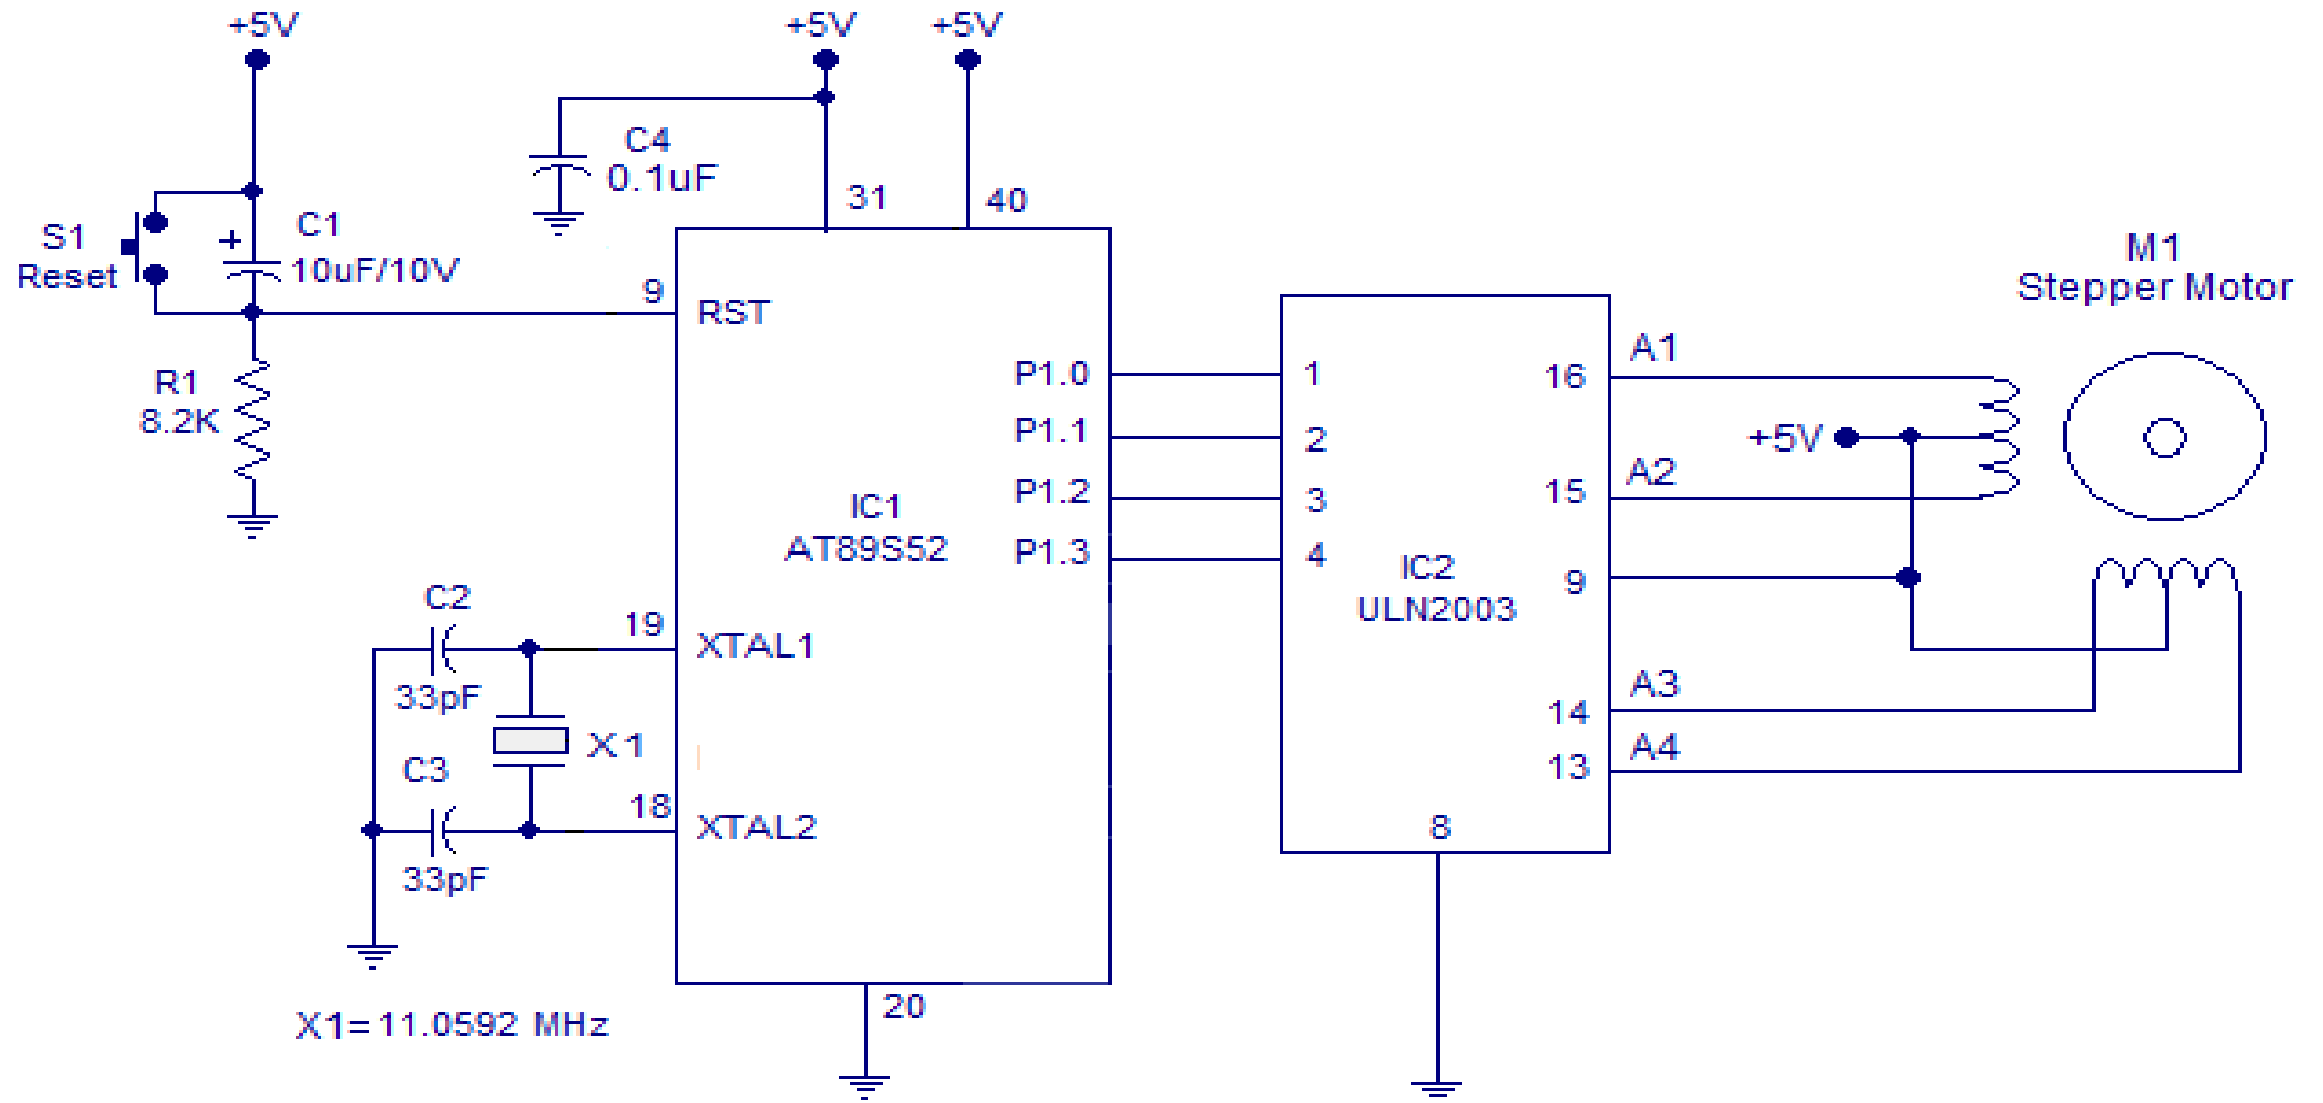 +5V
+5V
+5V
C4
0.1uF
31
40
S1
Reset
+
C1
10uF/10V
9
RST
R1
8.2K
P1.0
P1.1
P1.2
P1.3
IC1
AT89S52
C2
33pF
19
XTAL1
X1
C3
33pF
18
XTAL2
20
X1=11.0592 MHz
1
2
3
4
16
15
9
14
13
8
IC2
ULN2003
A1
+5V
A2
A3
A4
M1
Stepper Motor